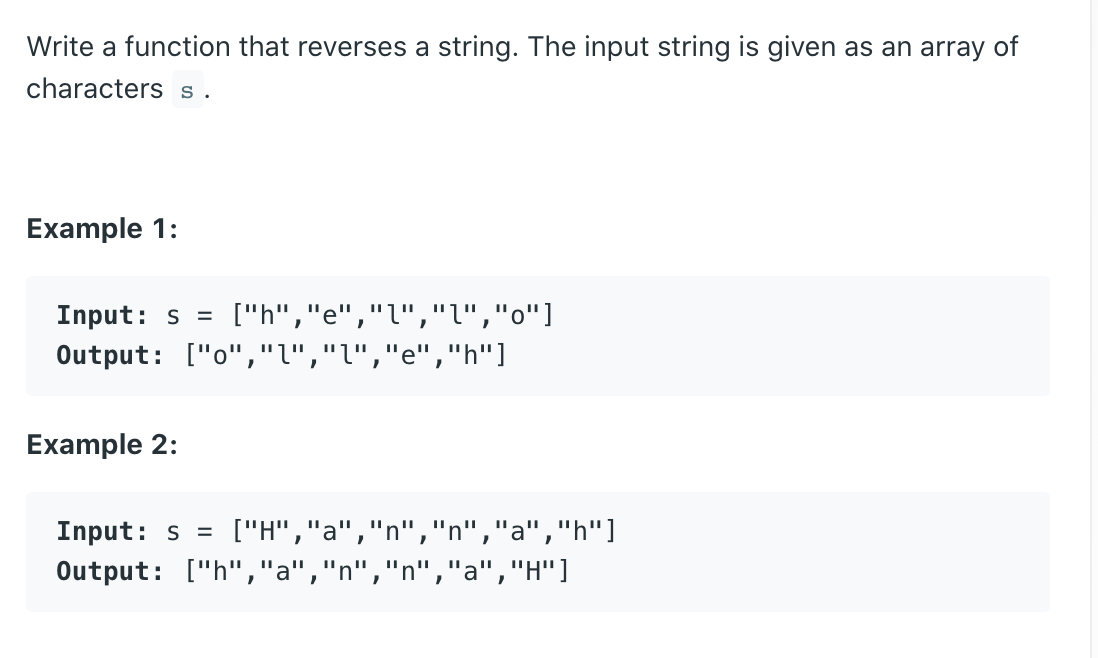 Write a function that reverses a string. The input string is given as an array of
characters s .
Example 1:
Input: s = ["h","e","l","l","o"]
Output: ["o","l","l","e","h"]
Example 2:
Input: s = ["H","a","n","n","a","h"]
Output: ["h","a","n","n","a","H"]